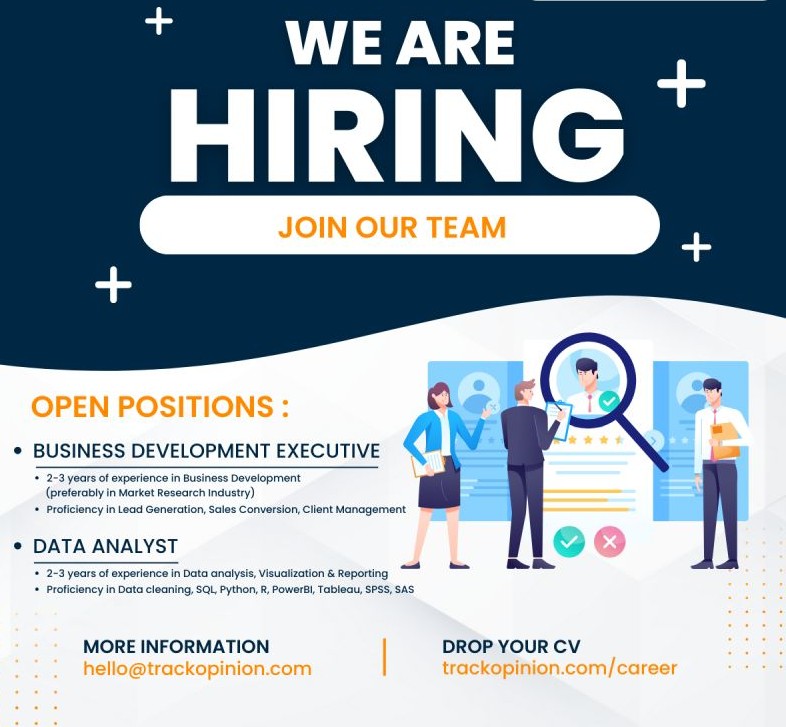 WE ARE
HIRING
JOIN OUR TEAM
OPEN POSITIONS :
• BUSINESS DEVELOPMENT EXECUTIVE
• 2-3 years of experience in Business Development
(preferably in Market Research Industry)
• Proficiency in Lead Generation, Sales Conversion, Client Management
• DATA ANALYST
• 2-3 years of experience in Data analysis, Visualization & Reporting
• Proficiency in Data cleaning, SQL, Python, R, PowerBI, Tableau, SPSS, SAS
MORE INFORMATION
hello@trackopinion.com
DROP YOUR CV
trackopinion.com/career